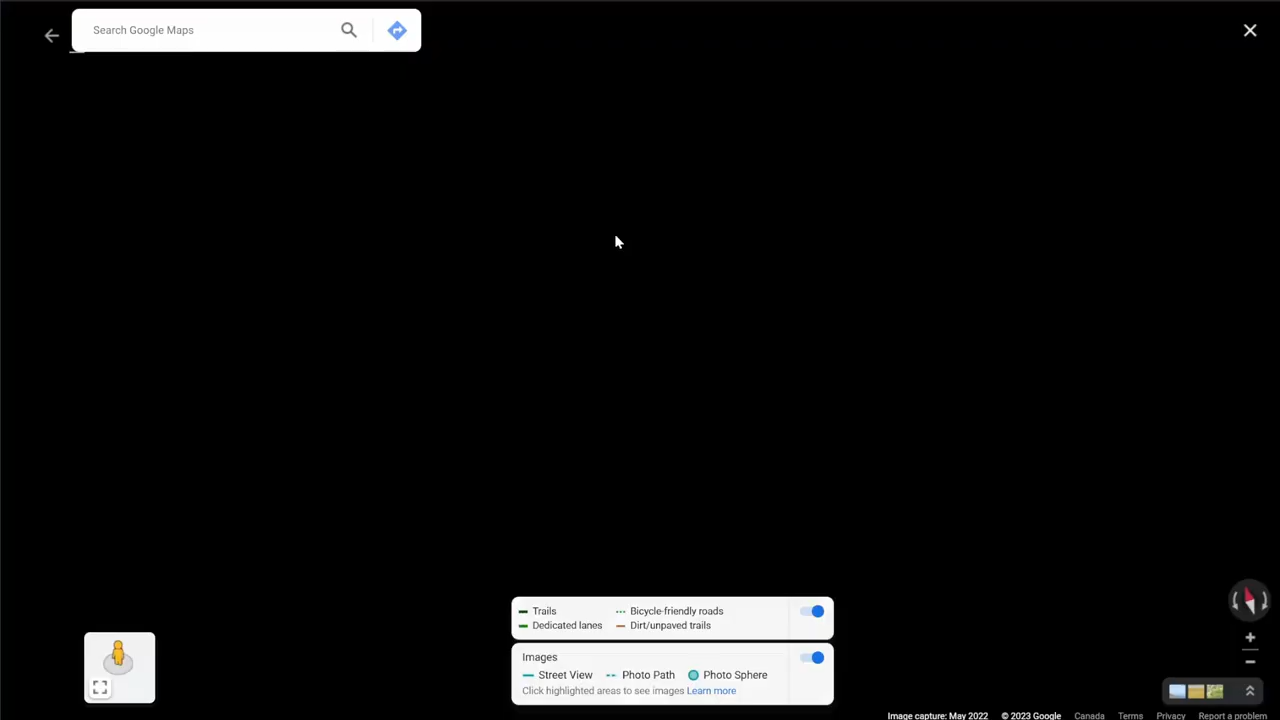 Search Google Maps
Trails Bicycle-friendly roads
Dedicated lanes Dirt/unpaved trails
Images
Street View Photo Path Photo Sphere
Click highlighted areas to see images Learn more
Image capture: May 2022 © 2023 Google Canada Terms Privacy Report a problem